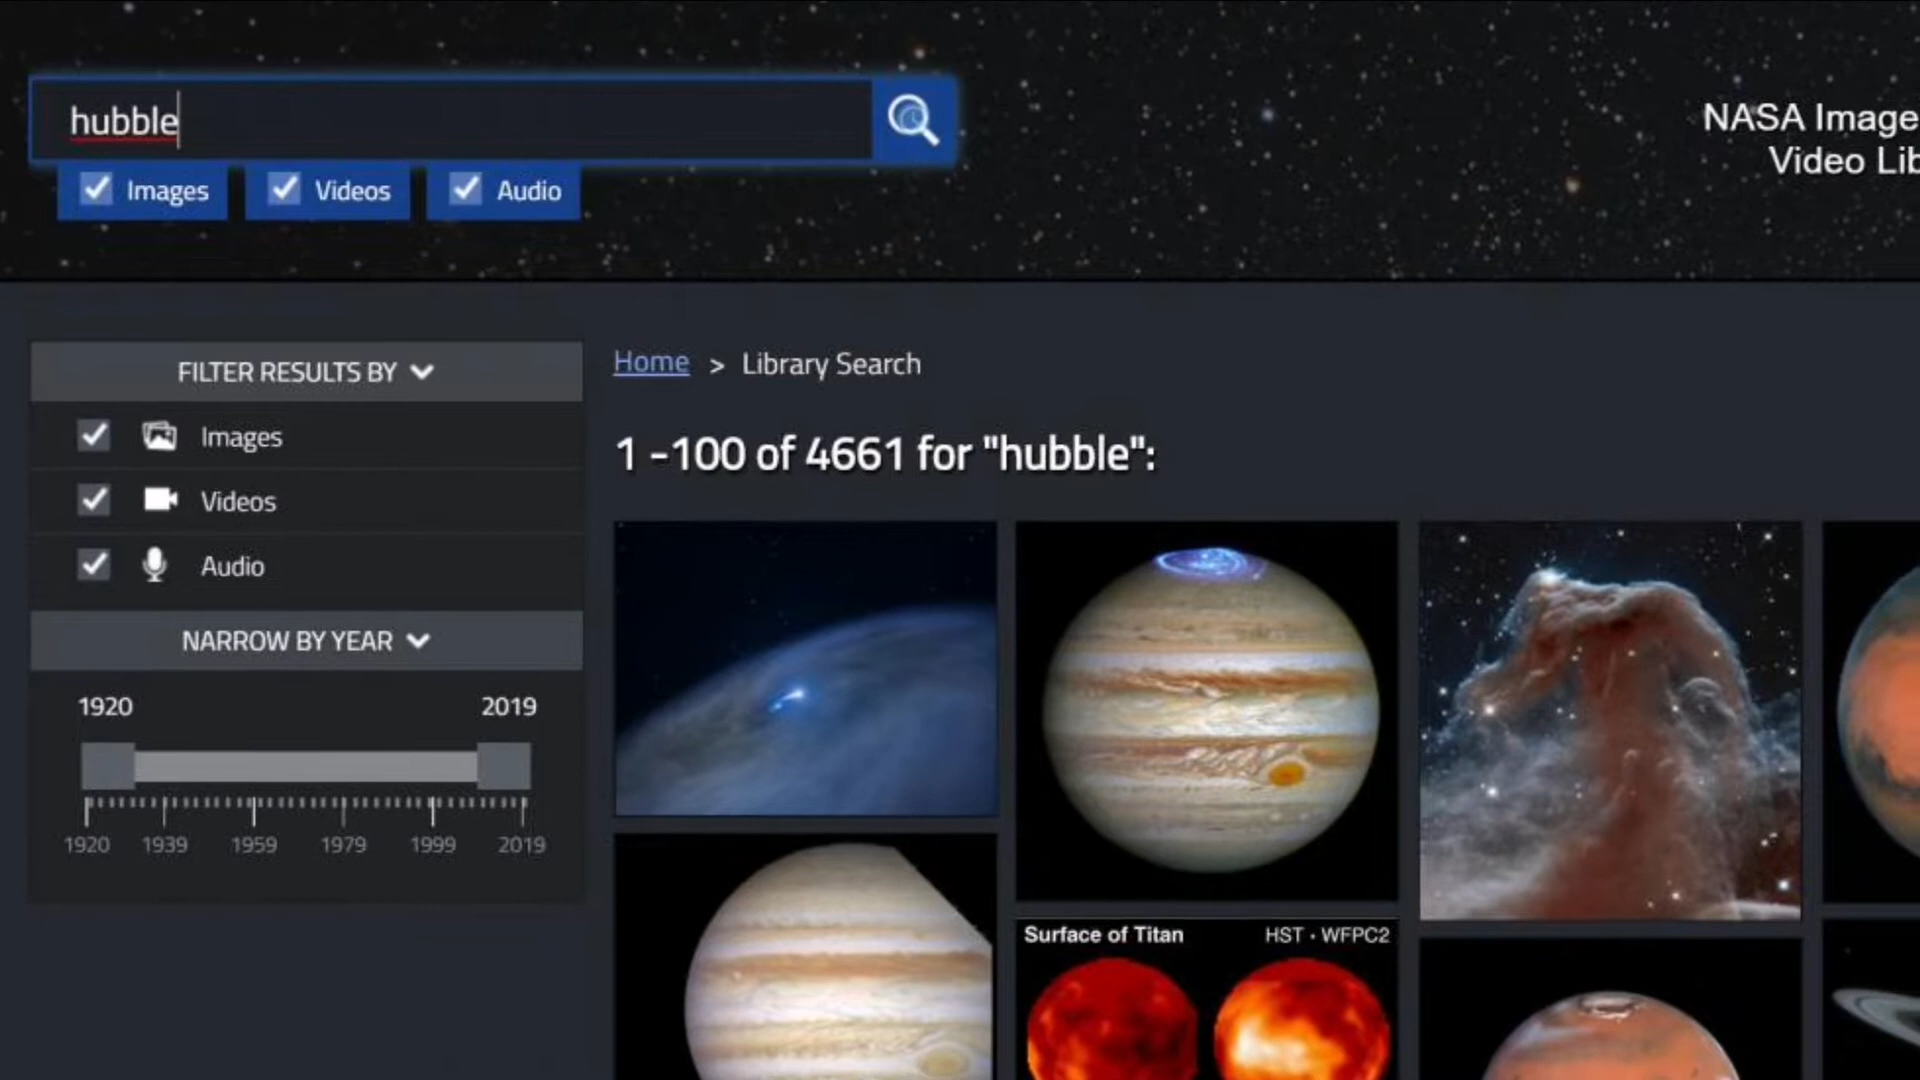 hubble
NASA Image
Video Lib
Images
Videos
Audio
FILTER RESULTS BY
Images
Videos
Audio
NARROW BY YEAR
1920
2019
1920
1939
1959
1979
1999
2019
Home > Library Search
1 -100 of 4661 for "hubble":
Surface of Titan
HST • WFPC2